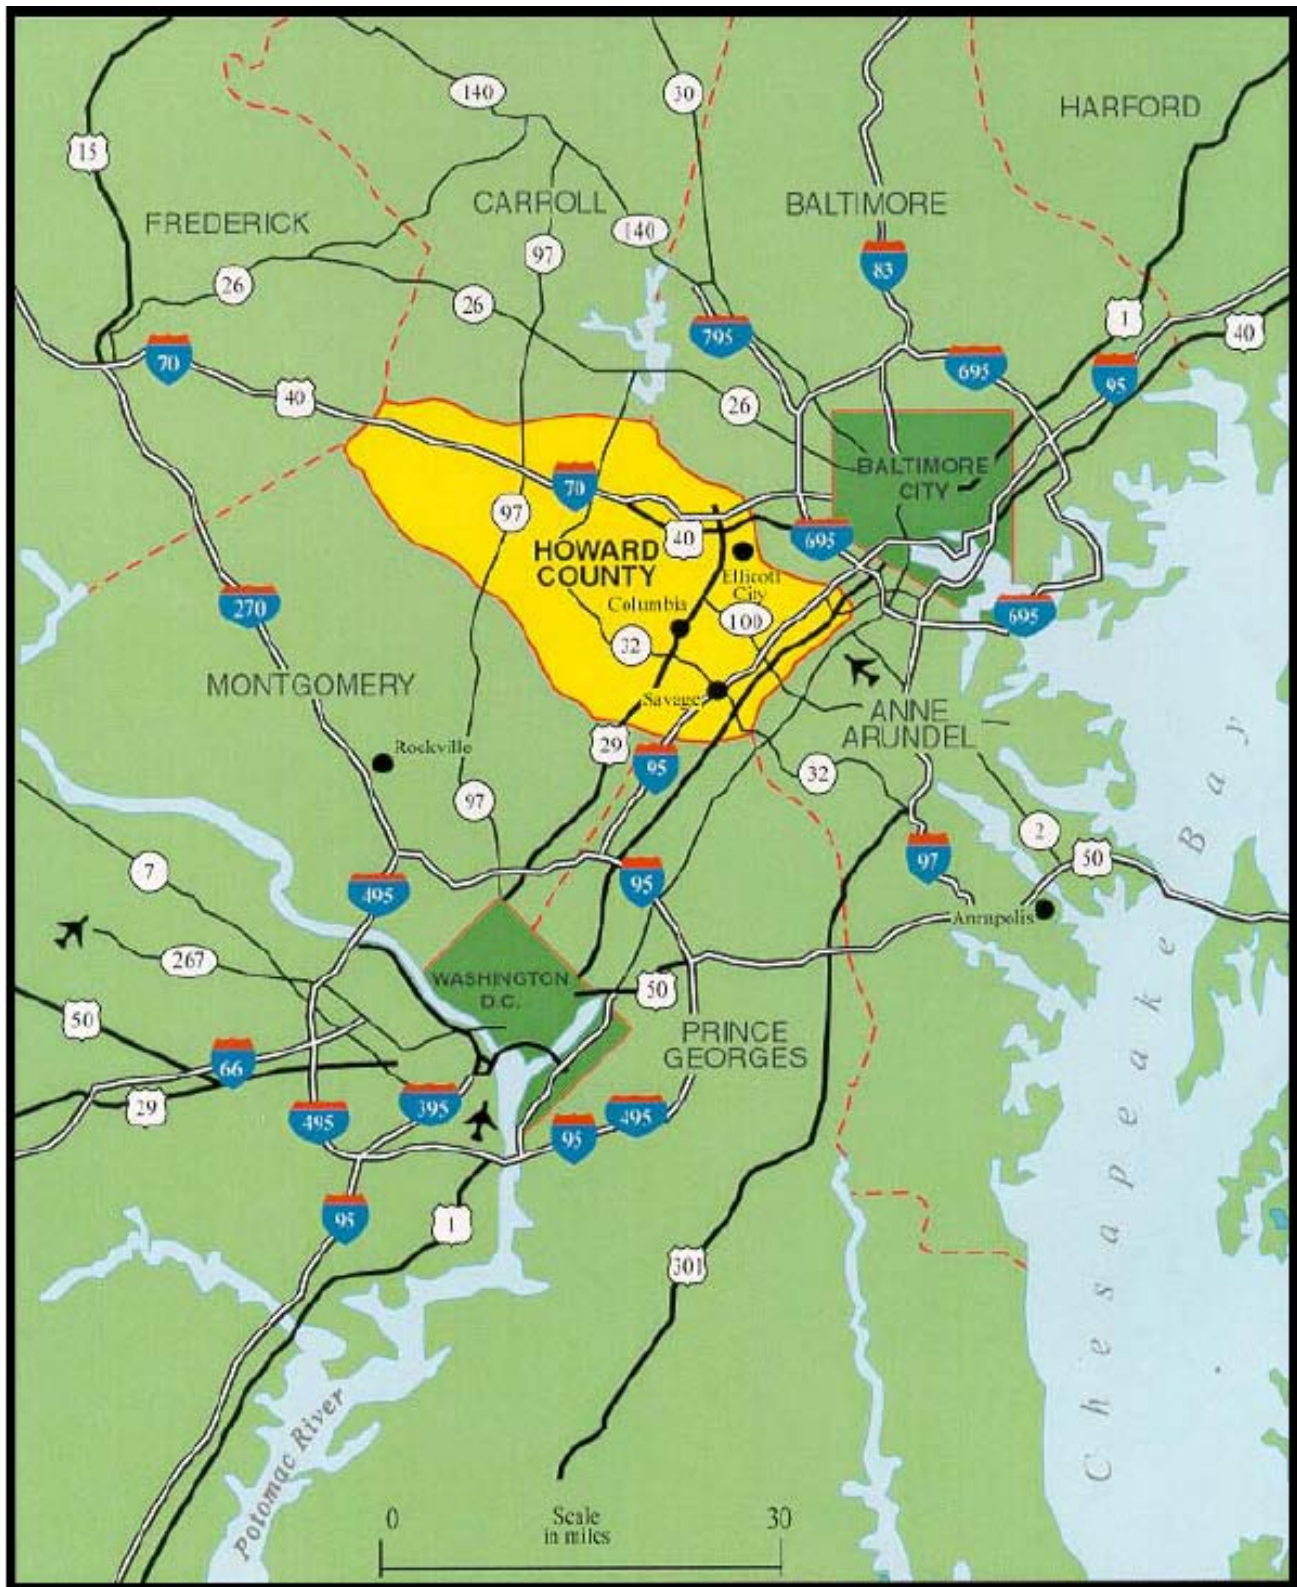 140
30
HARFORD
15
CARROLL
BALTIMORE
FREDERICK
140
97
83
26
26
1
795
40
70
695
95
40
26
BALTIMORE
CITY
70
97
40
695
HOWARD
COUNTY
Ellicott
City
270
Columbia
100
695
32
MONTGOMERY
Savage
ANNE
ARUNDEL
29
Rockville
95
32
97
2
7
97
50
95
495
Annapolis
267
WASHINGTON
D.C.
50
50
PRINCE
GEORGES
66
29
495
395
95
495
95
1
301
Chesapeake Bay
Potomac River
0
Scale
in miles
30